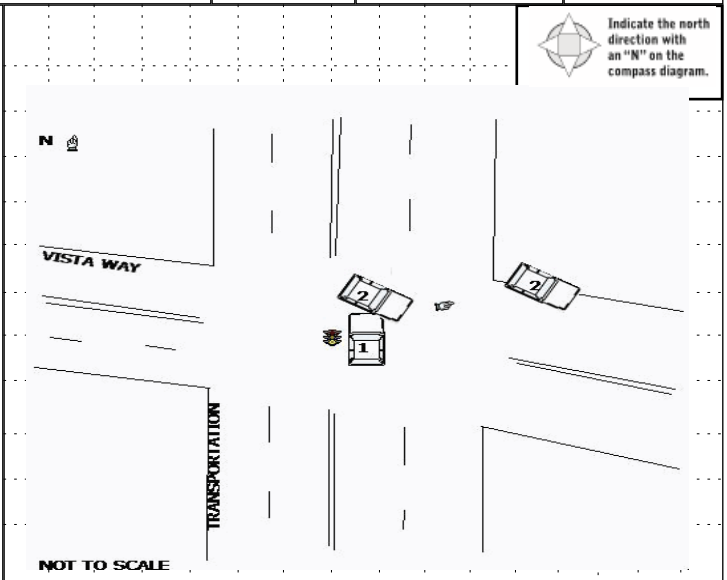 Indicate the north
direction with
an "N" on the
compass diagram.
N
VISTA WAY
2
2
1
TRANSPORTATION
NOT TO SCALE